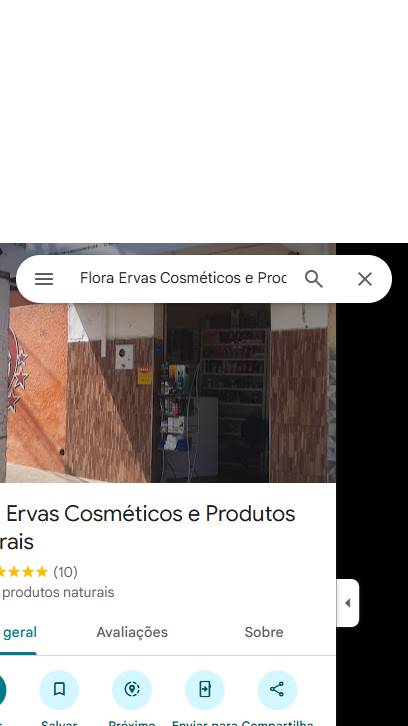 Flora Ervas Cosméticos e Proc
Ervas Cosméticos e Produtos
rais
(10)
produtos naturais
geral Avaliações Sobre
Salvar Próximo Enviar para Compartilha